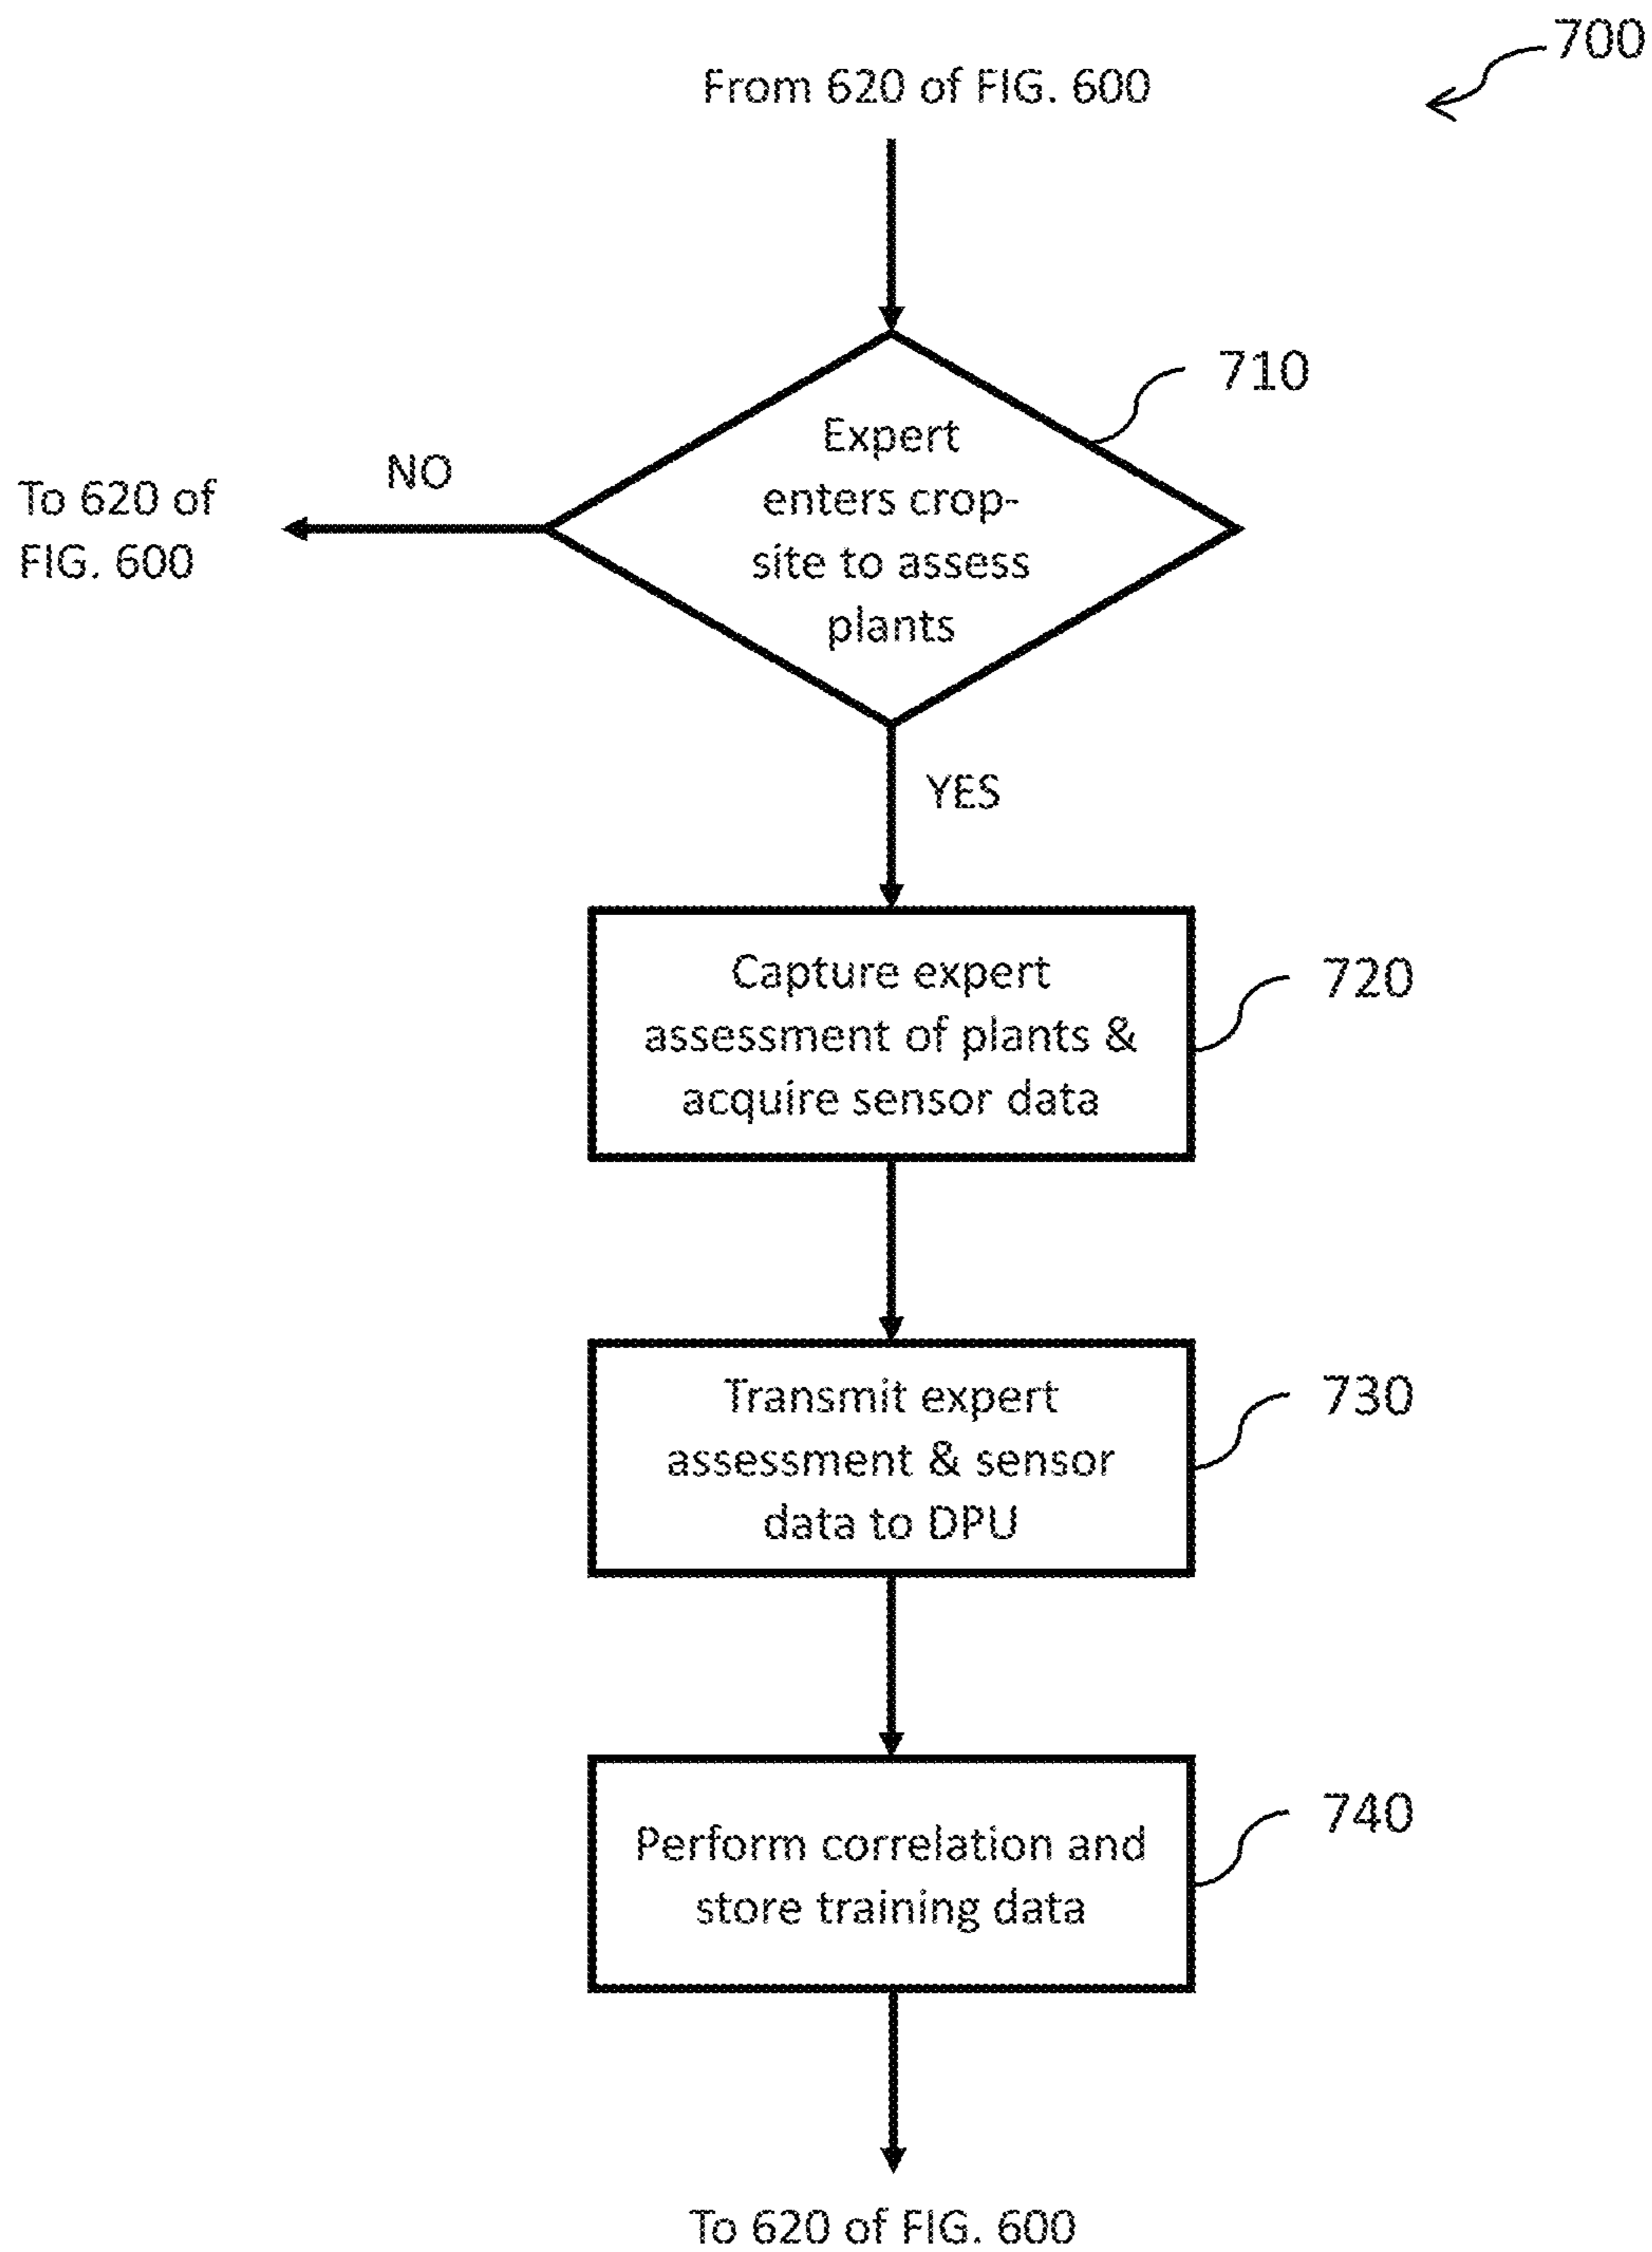 700
From 620 of FIG. 600
710
Expert
enters crop-
site to assess
plants
NO
To 620 of
FIG. 600
YES
Capture expert
assessment of plants &
acquire sensor data
720
Transmit expert
assessment & sensor
data to DPU
730
Perform correlation and
store training data
740
To 620 of FIG. 600